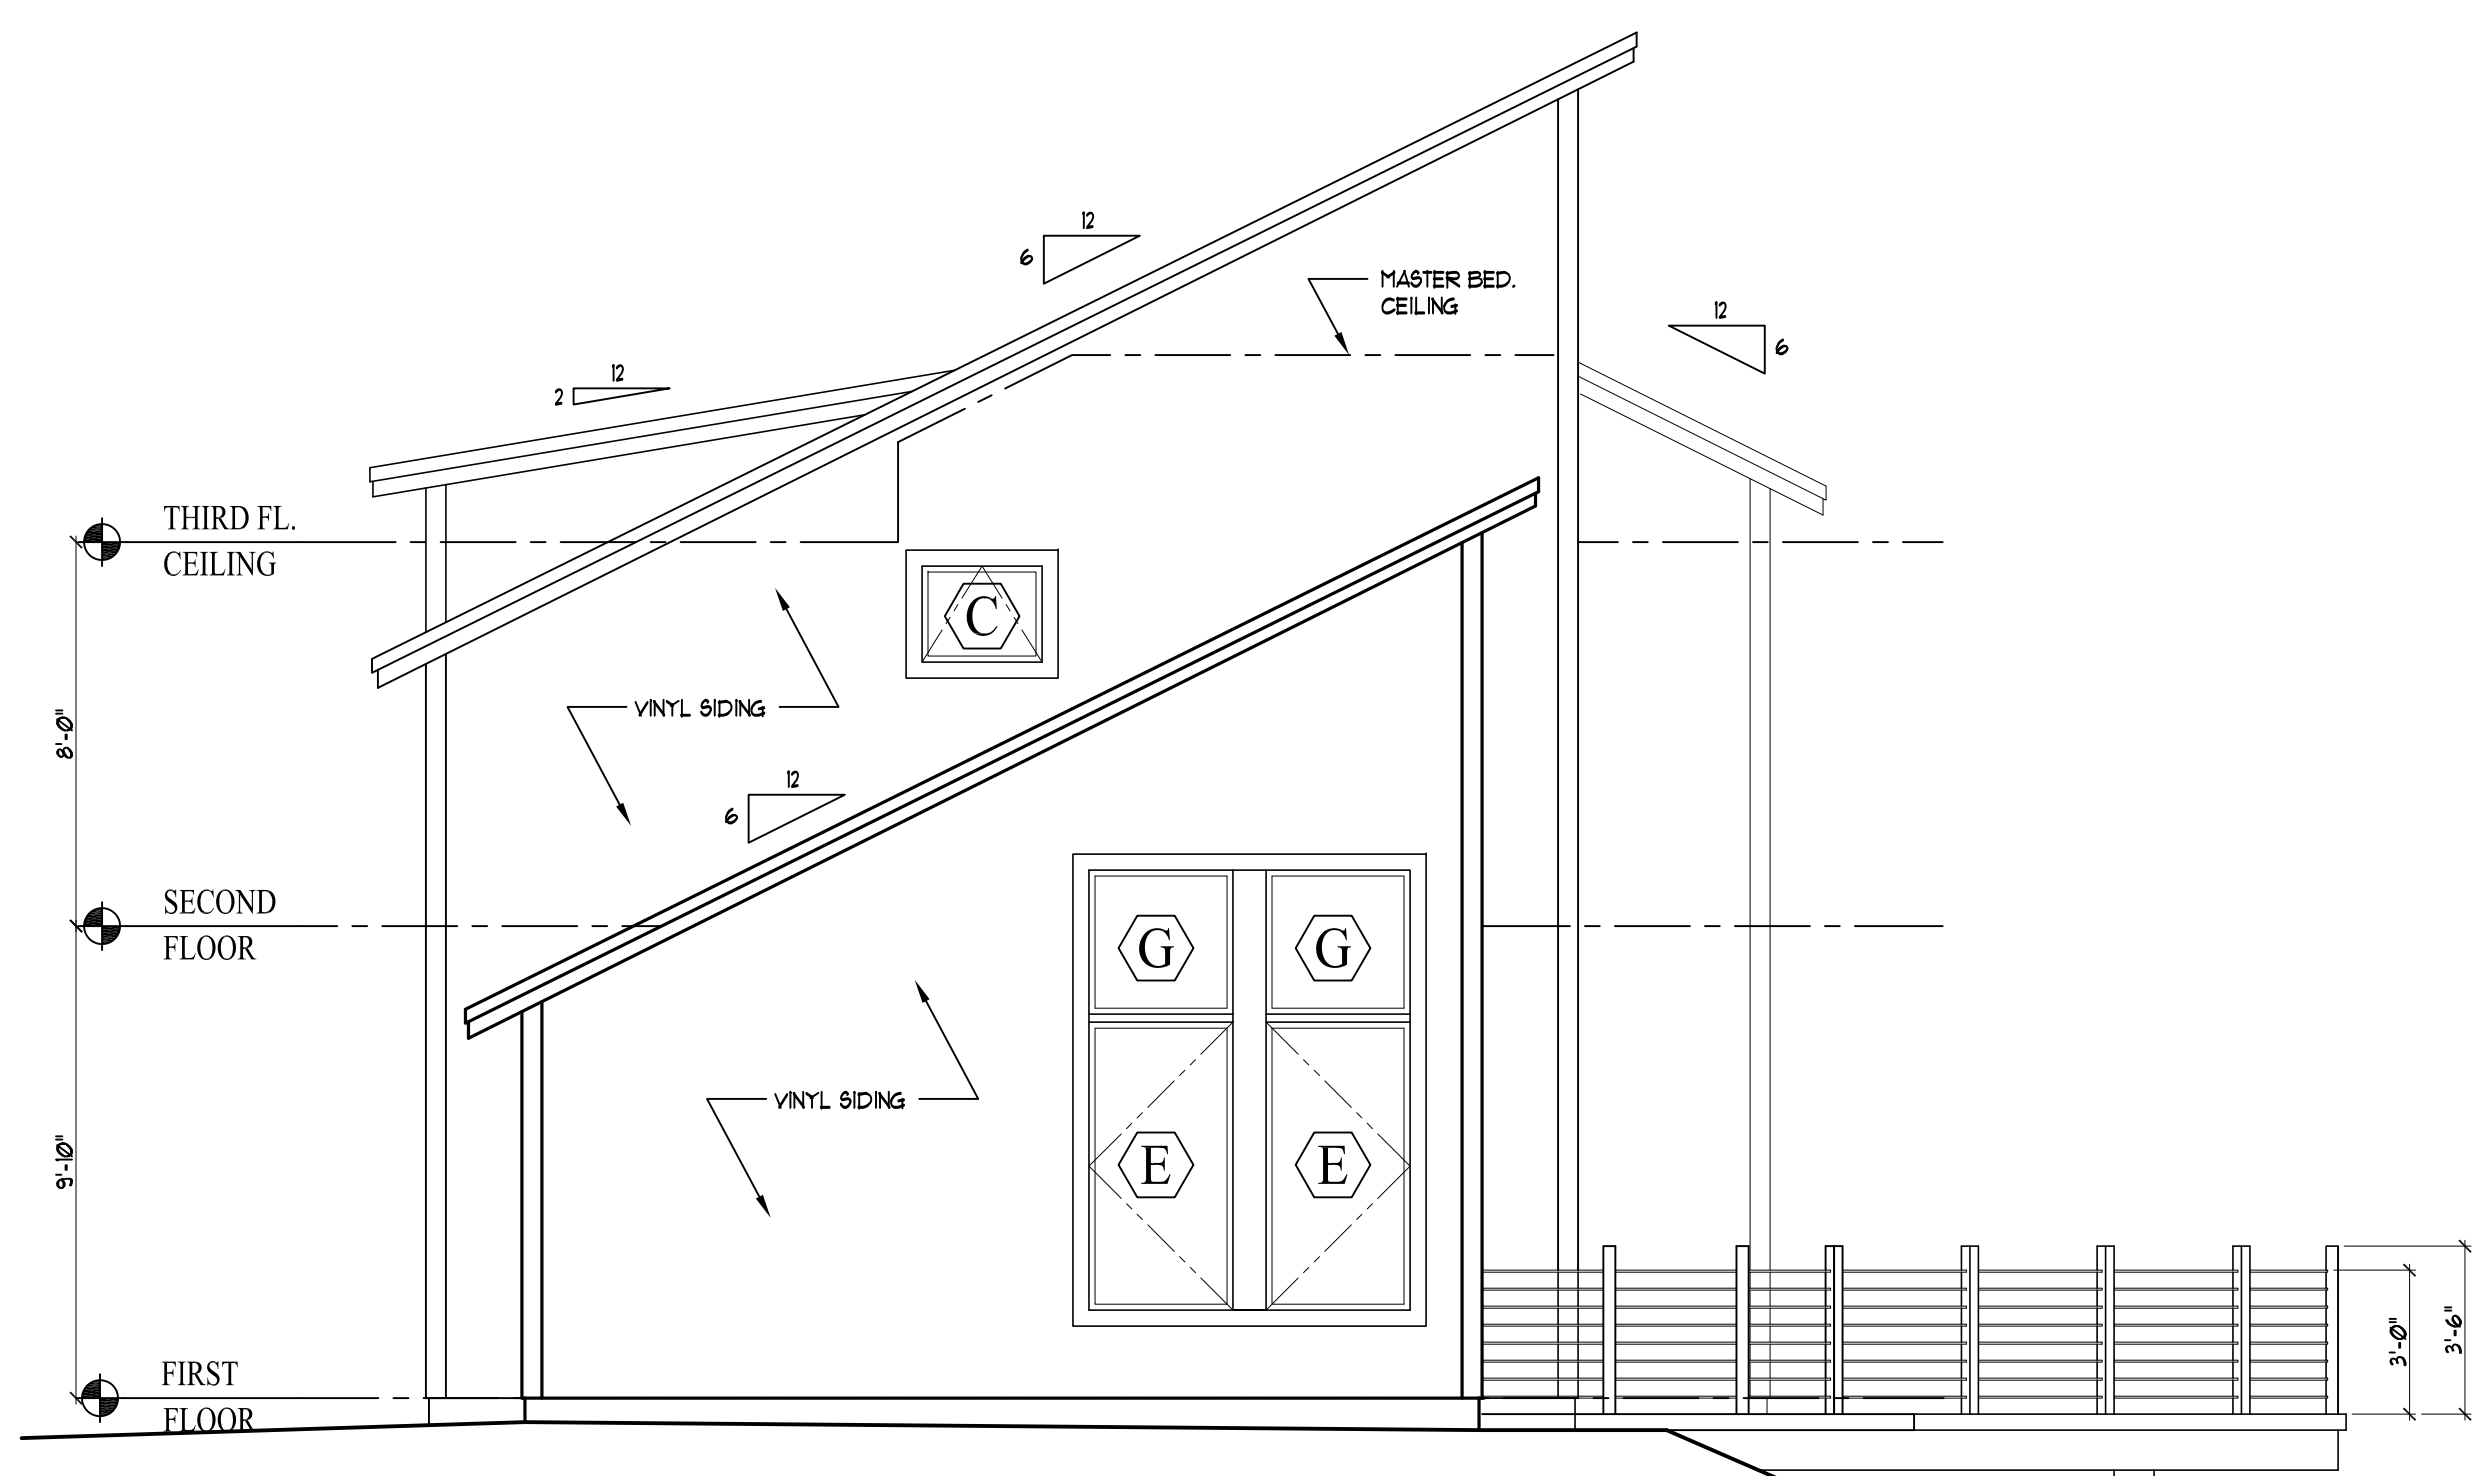 12
6
MASTER BED.
CEILING
12
6
12
2
THIRD FL.
CEILING
C
8'-0"
VINYL SIDING
12
6
SECOND
FLOOR
G
G
VINYL SIDING
9'-10"
E
E
3'-0"
3'-6"
FIRST
FLOOR